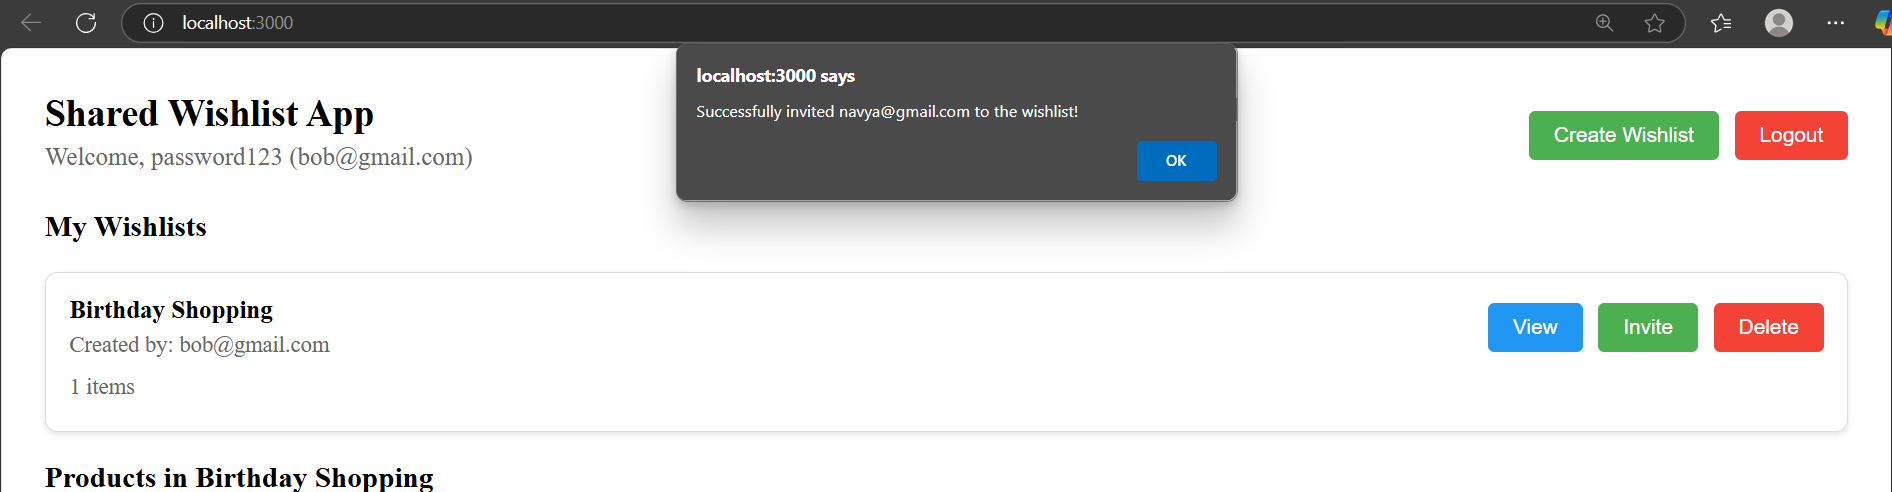 localhost:3000
localhost:3000 says
Successfully invited navya@gmail.com to the wishlist!
OK
Shared Wishlist App
Welcome, password123 (bob@gmail.com)
Create Wishlist
Logout
My Wishlists
Birthday Shopping
Created by: bob@gmail.com
1 items
View
Invite
Delete
Products in Birthday Shopping